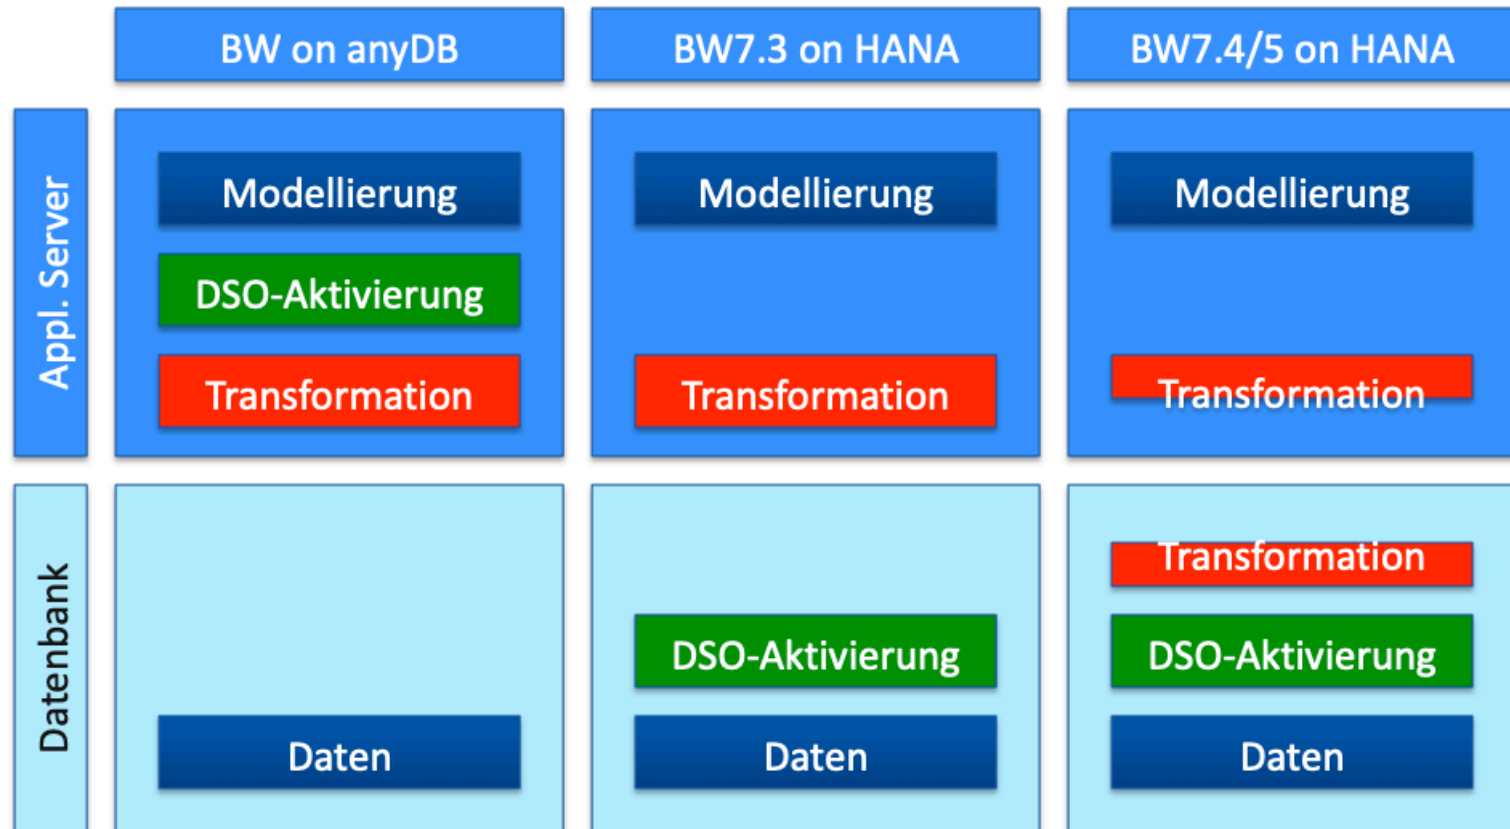 BW on anyDB
BW7.3 on HANA
BW7.4/5 on HANA
Appl. Server
Modellierung
DSO-Aktivierung
Transformation
Modellierung
Transformation
Modellierung
Transformation
Datenbank
Daten
DSO-Aktivierung
Daten
Transformation
DSO-Aktivierung
Daten